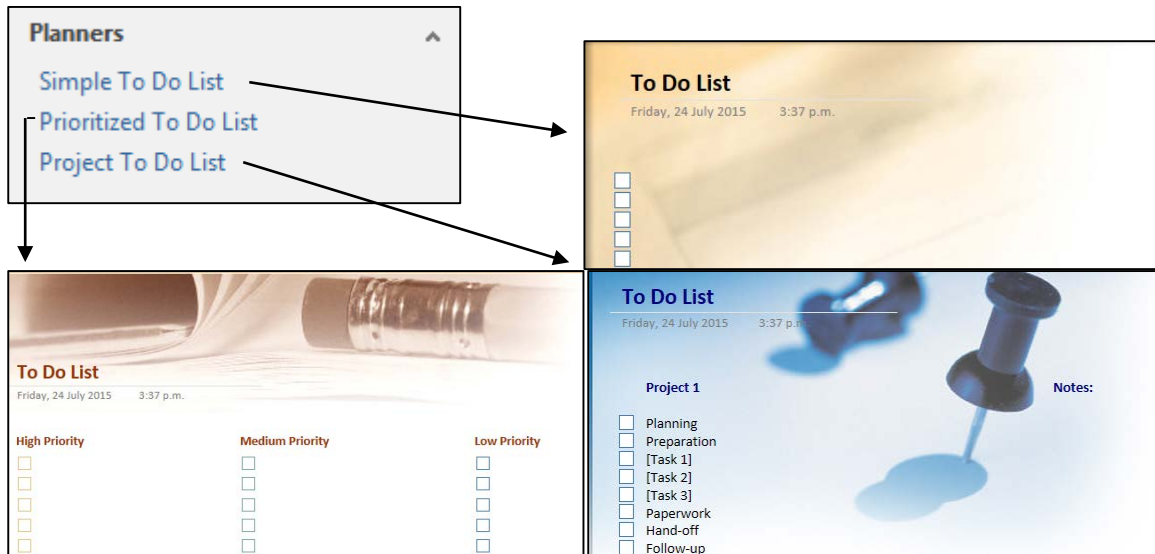 Planners
Simple To Do List
Prioritized To Do List
Project To Do List
To Do List
Friday, 24 July 2015 3:37 p.m.
To Do List
Friday, 24 July 2015 3:37 p.m.
High Priority Medium Priority Low Priority
To Do List
Friday, 24 July 2015 3:37 p.m.
Project 1 Notes:
Planning
Preparation
[Task 1]
[Task 2]
[Task 3]
Paperwork
Hand-off
Follow-up